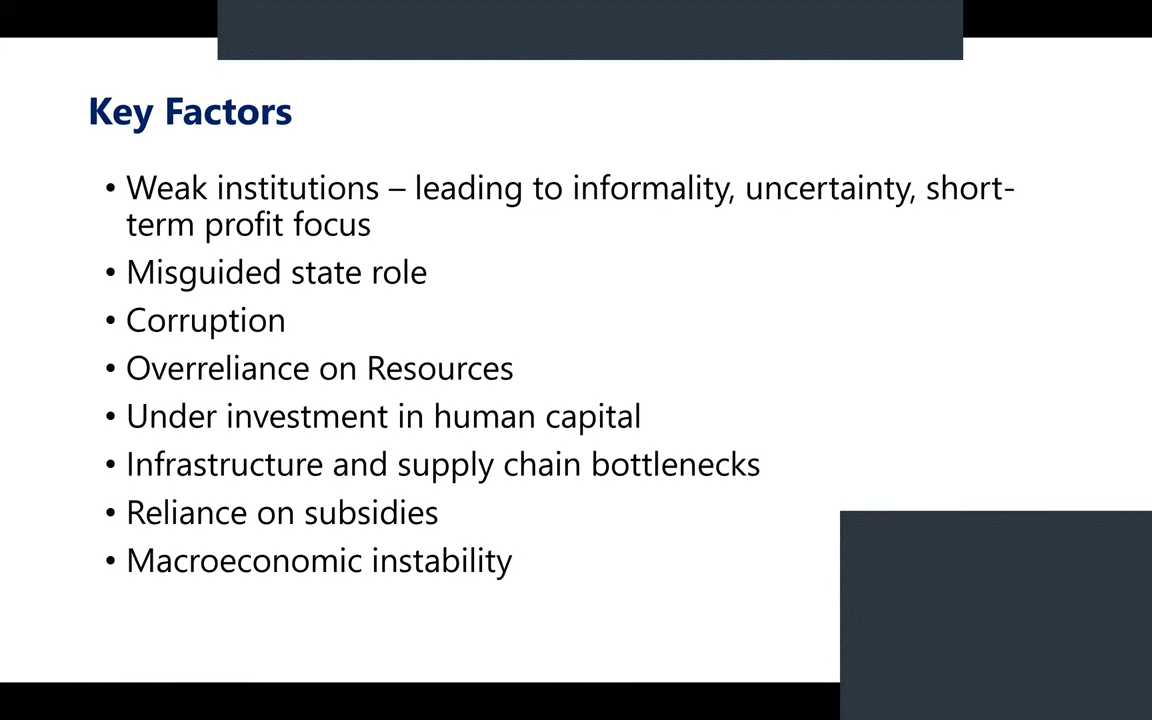 Key Factors
• Weak institutions – leading to informality, uncertainty, short-
term profit focus
• Misguided state role
• Corruption
• Overreliance on Resources
• Under investment in human capital
• Infrastructure and supply chain bottlenecks
• Reliance on subsidies
• Macroeconomic instability